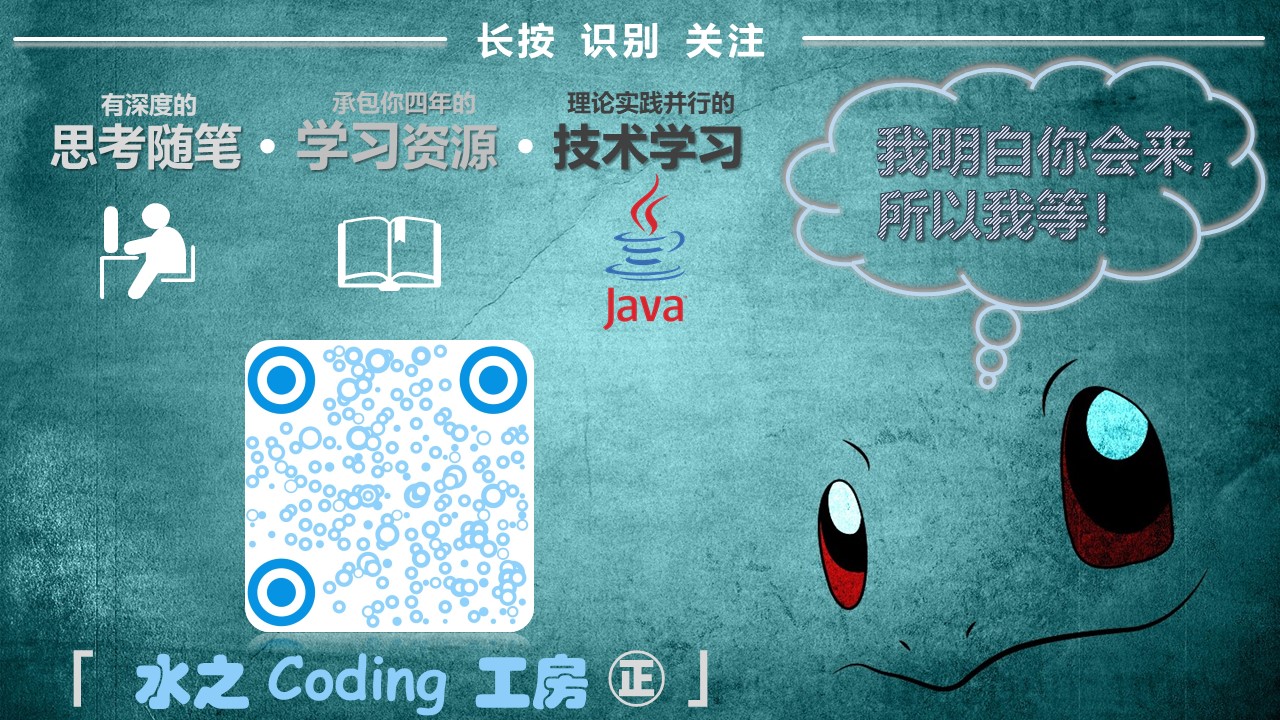 长按 识别 关注
有深度的
思考随笔
承包你四年的
学习资源
理论实践并行的
技术学习
Java
我明白你会来,
所以我等!
「 水之 Coding 工房 正 」